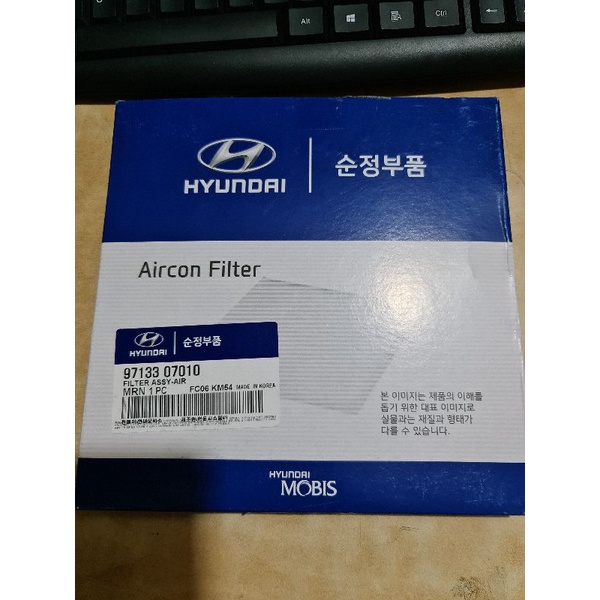 Alt
Ctrl
HYUNDAI
순정부품
Aircon Filter
HYUNDAI
순정부품
97133 07010
FILTER ASSY-AIR
MRN 1 PC FC06 KM54 MADE IN KOREA
본 이미지는 제품의 이해를
돕기 위한 대표 이미지로
실물과는 재질과 형태가
다를 수 있습니다.
HYUNDAI
MOBIS